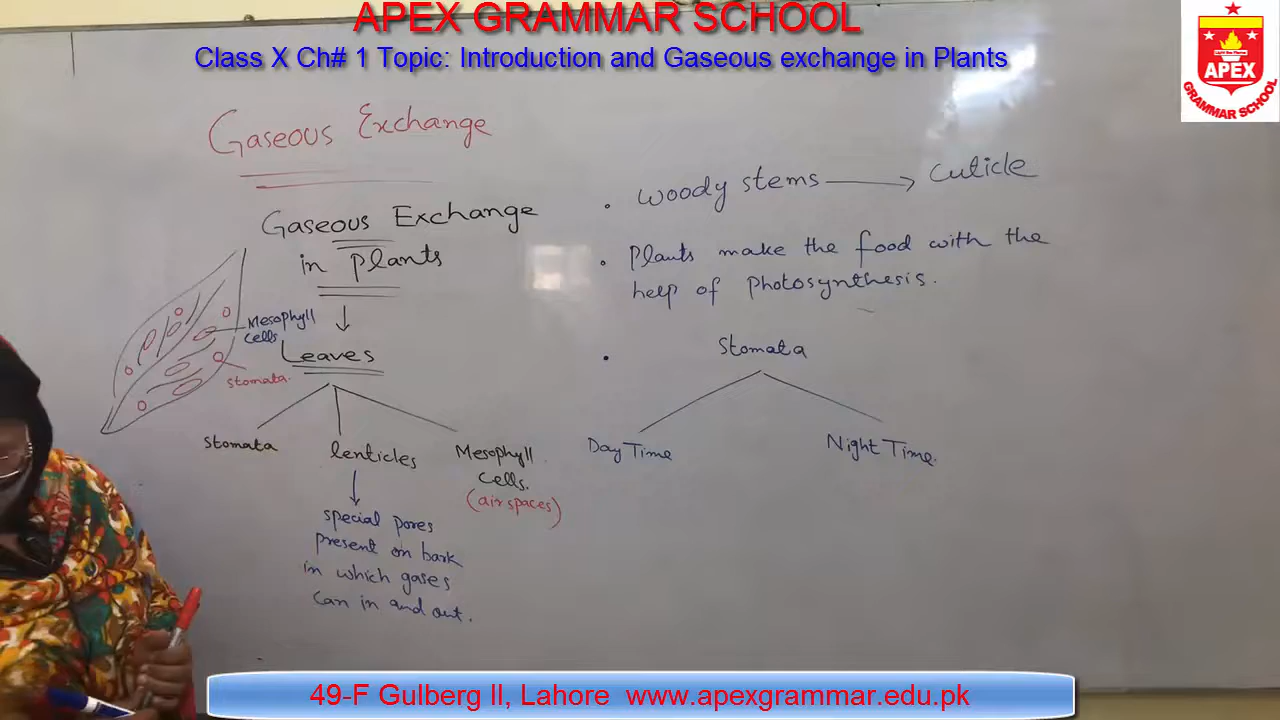 APEX GRAMMAR SCHOOL
Class X Ch# 1 Topic: Introduction and Gaseous exchange in Plants
APEX
GRAMMAR SCHOOL
Gaseous Exchange
Gaseous Exchange
in Plants
Mesophyll
cells
Leaves
Stomata.
Stomata
lenticles
Mesophyll
cells.
(air spaces)
special pores
present on bark
in which gases
can in and out.
• Woody stems → Cuticle
• Plants make the food with the
help of Photosynthesis.
• Stomata
Day Time
Night Time.
49-F Gulberg II, Lahore www.apexgrammar.edu.pk